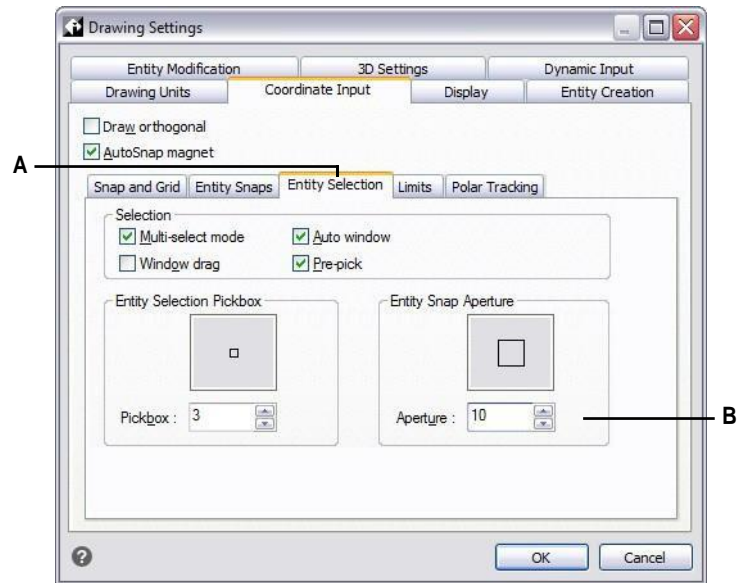 Drawing Settings
Entity Modification 3D Settings Dynamic Input
Drawing Units Coordinate Input Display Entity Creation
Draw orthogonal
AutoSnap magnet
A
Snap and Grid Entity Snaps Entity Selection Limits Polar Tracking
Selection
Multi-select mode Auto window
Window drag Pre-pick
Entity Selection Pickbox Entity Snap Aperture
Pickbox : 3 Aperture : 10
B
OK Cancel